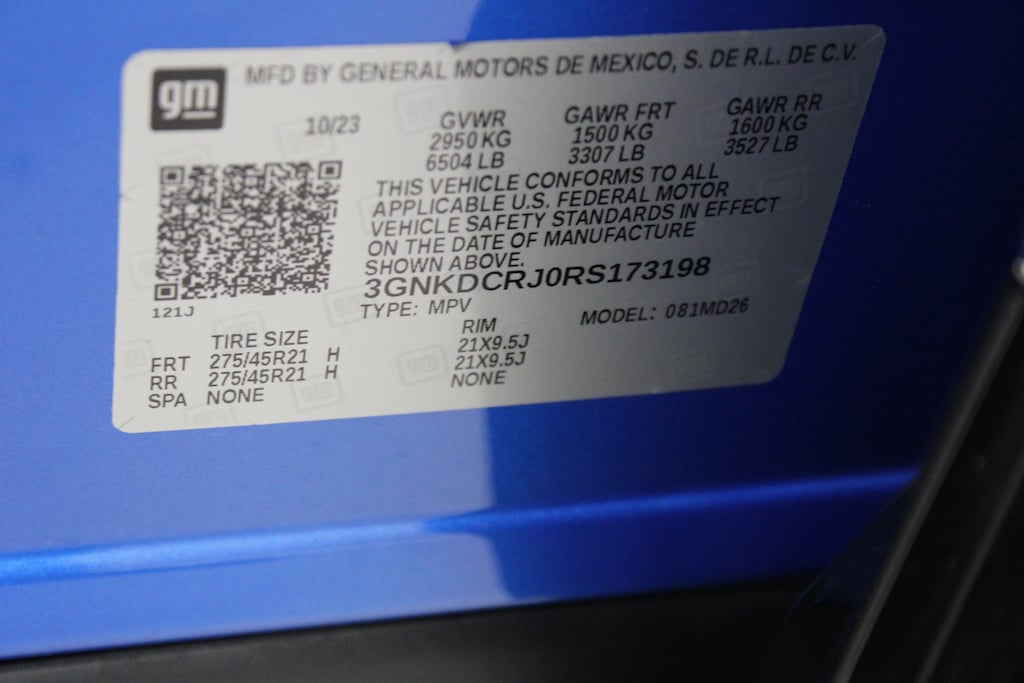 gm
MFD BY GENERAL MOTORS DE MEXICO, S. DE R.L. DE C.V.
10/23 GVWR GAWR FRT GAWR RR
2950 KG 1500 KG 1600 KG
6504 LB 3307 LB 3527 LB
THIS VEHICLE CONFORMS TO ALL
APPLICABLE U.S. FEDERAL MOTOR
VEHICLE SAFETY STANDARDS IN EFFECT
ON THE DATE OF MANUFACTURE
SHOWN ABOVE.
3GNKDCRJ0RS173198
121J
TYPE: MPV MODEL: 081MD26
TIRE SIZE RIM
FRT 275/45R21 H 21X9.5J
RR 275/45R21 H 21X9.5J
SPA NONE NONE